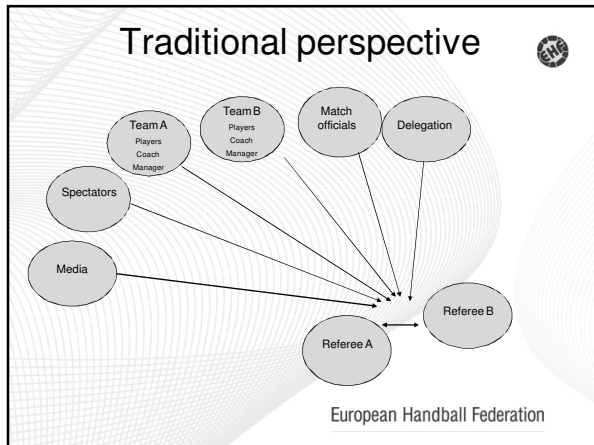 Traditional perspective
EHF
Team A
Players
Coach
Manager
Team B
Players
Coach
Manager
Match
officials
Delegation
Spectators
Media
Referee A
Referee B
European Handball Federation